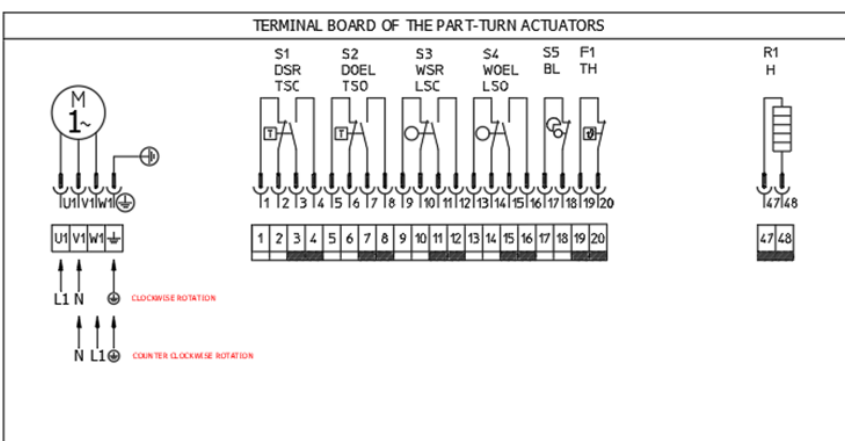 TERMINAL BOARD OF THE PART-TURN ACTUATORS
S1 S2 S3 S4 S5 F1 R1
DSR DOEL WSR WOEL BL TH H
TSC TSO LSC LSO
M
1~
T T
U1 V1 W1 1 2 3 4 5 6 7 8 9 10 11 12 13 14 15 16 17 18 19 20 47 48
U1 V1 W1 1 2 3 4 5 6 7 8 9 10 11 12 13 14 15 16 17 18 19 20 47 48
L1 N CLOCKWISE ROTATION
N L1 COUNTER CLOCKWISE ROTATION